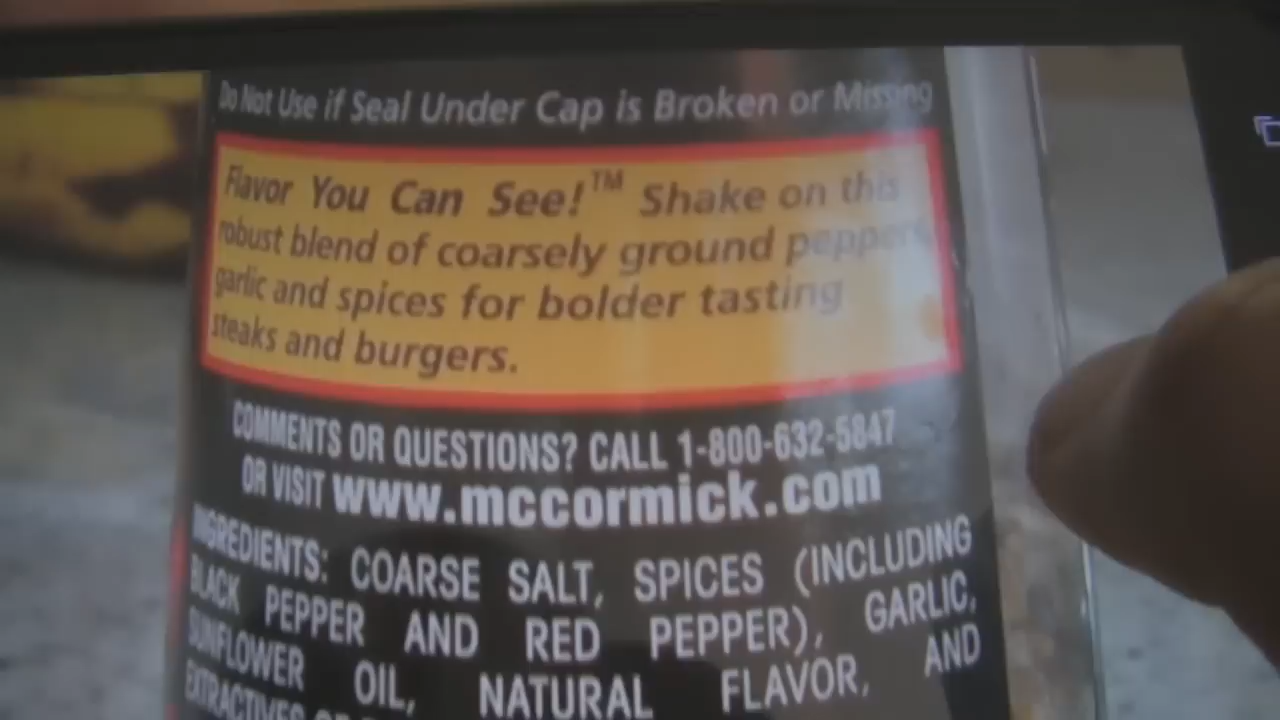 Do Not Use if Seal Under Cap is Broken or Missing
Flavor You Can See!™ Shake on this
robust blend of coarsely ground pepper,
garlic and spices for bolder tasting
steaks and burgers.
COMMENTS OR QUESTIONS? CALL 1-800-632-5847
OR VISIT www.mccormick.com
INGREDIENTS: COARSE SALT, SPICES (INCLUDING
BLACK PEPPER AND RED PEPPER), GARLIC,
SUNFLOWER OIL, NATURAL FLAVOR, AND
EXTRACTIVES OF